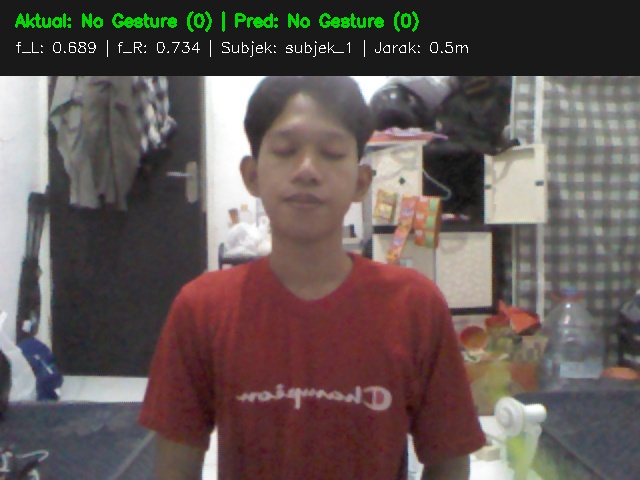 Aktual: No Gesture (0) | Pred: No Gesture (0)
f_L: 0.689 | f_R: 0.734 | Subjek: subjek_1 | Jarak: 0.5m
Champion